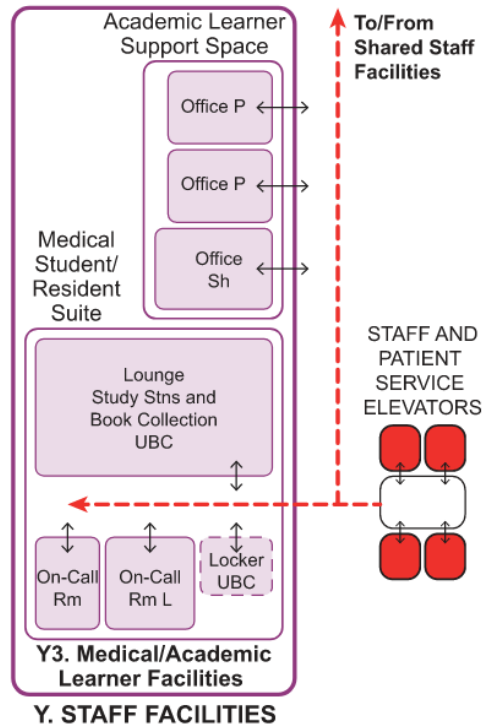 Academic Learner
Support Space
To/From
Shared Staff
Facilities
Office P
Office P
Office
Sh
Medical
Student/
Resident
Suite
Lounge
Study Stns and
Book Collection
UBC
STAFF AND
PATIENT
SERVICE
ELEVATORS
On-Call
Rm
On-Call
Rm L
Locker
UBC
Y3. Medical/Academic
Learner Facilities
Y. STAFF FACILITIES